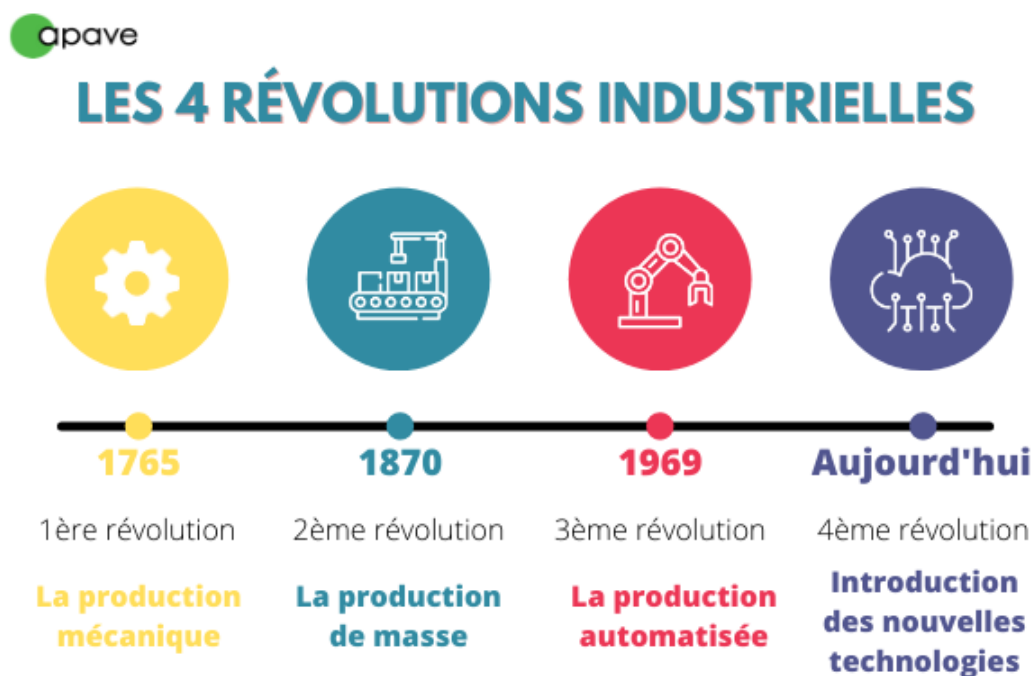 apave
LES 4 RÉVOLUTIONS INDUSTRIELLES
1765
1870
1969
Aujourd'hui
1ère révolution
2ème révolution
3ème révolution
4ème révolution
La production
mécanique
La production
de masse
La production
automatisée
Introduction
des nouvelles
technologies